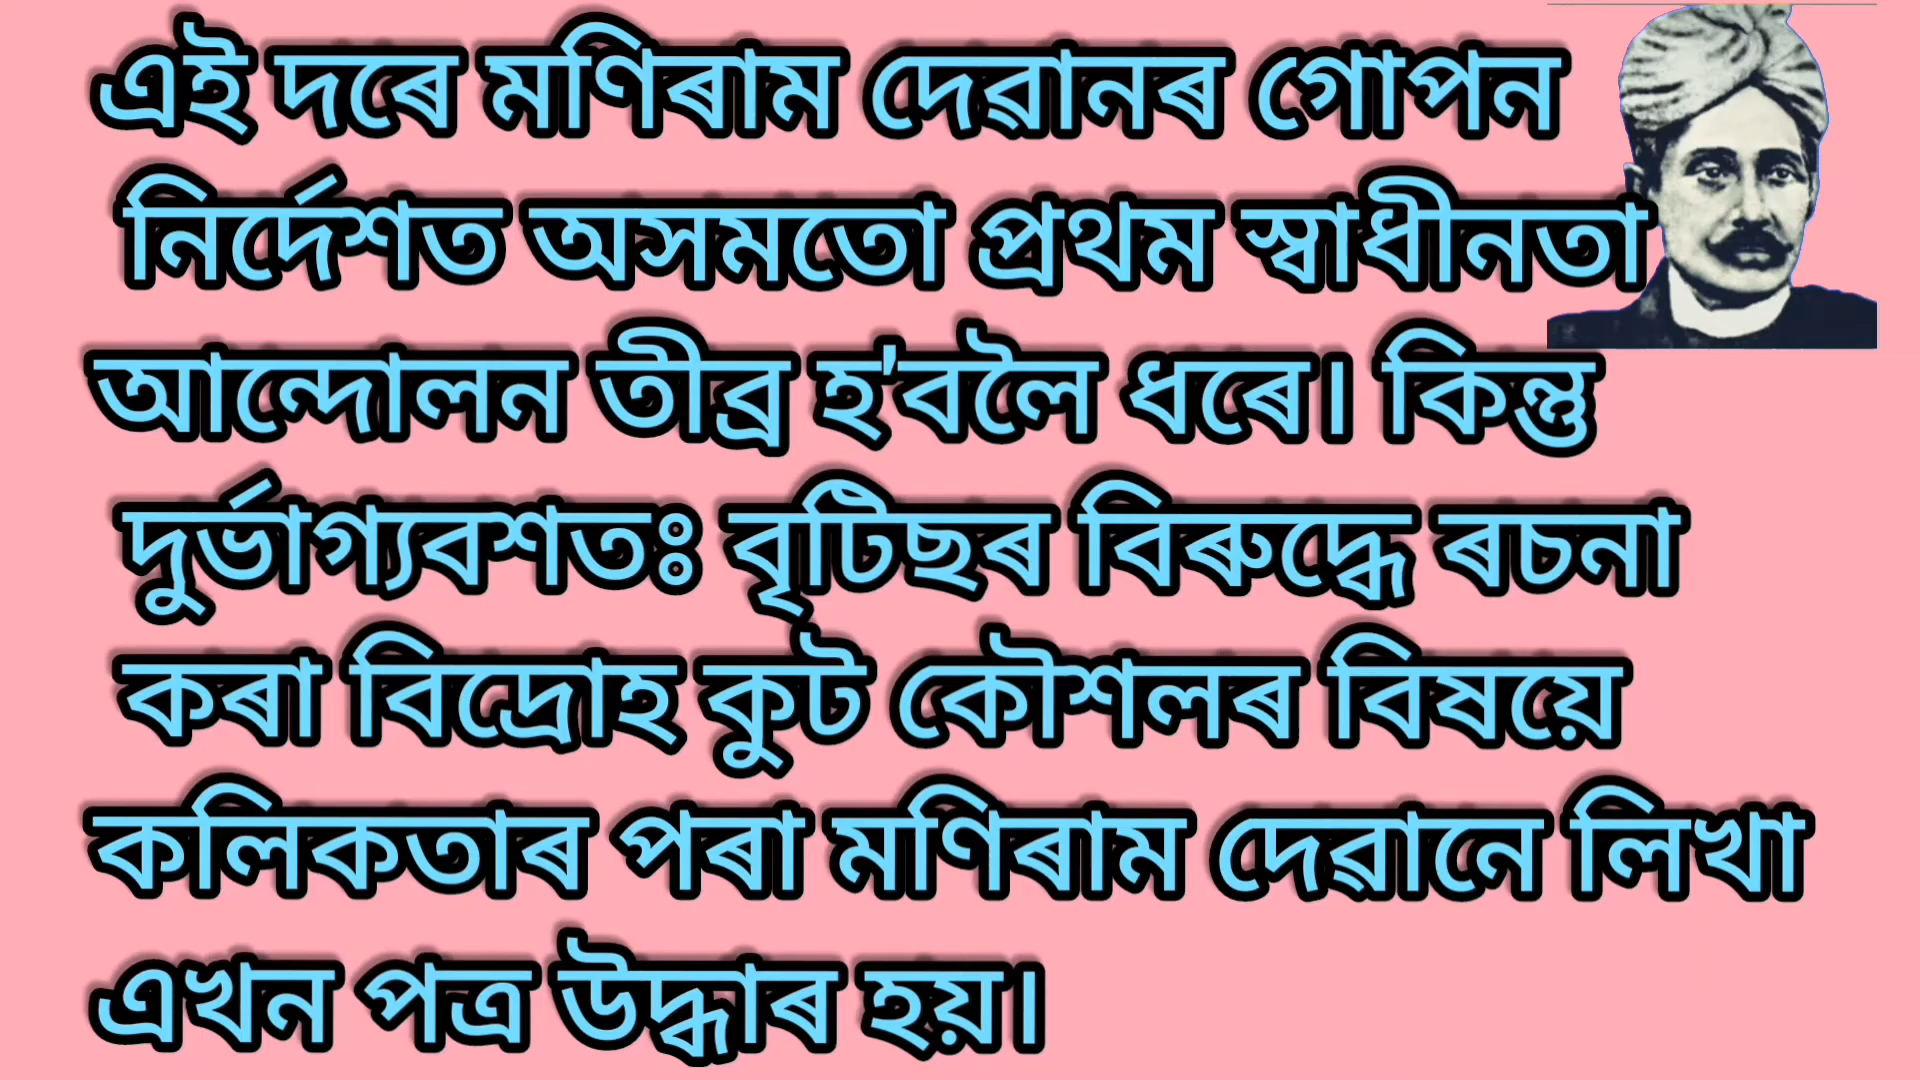 এই দৰে মণিৰাম দেৱানৰ গোপন
নিৰ্দেশত অসমতো প্ৰথম স্বাধীনতা
আন্দোলন তীব্ৰ হ'বলৈ ধৰে। কিন্তু
দুৰ্ভাগ্যবশতঃ বৃটিছৰ বিৰুদ্ধে ৰচনা
কৰা বিদ্ৰোহ কুট কৌশলৰ বিষয়ে
কলিকতাৰ পৰা মণিৰাম দেৱানে লিখা
এখন পত্ৰ উদ্ধাৰ হয়।